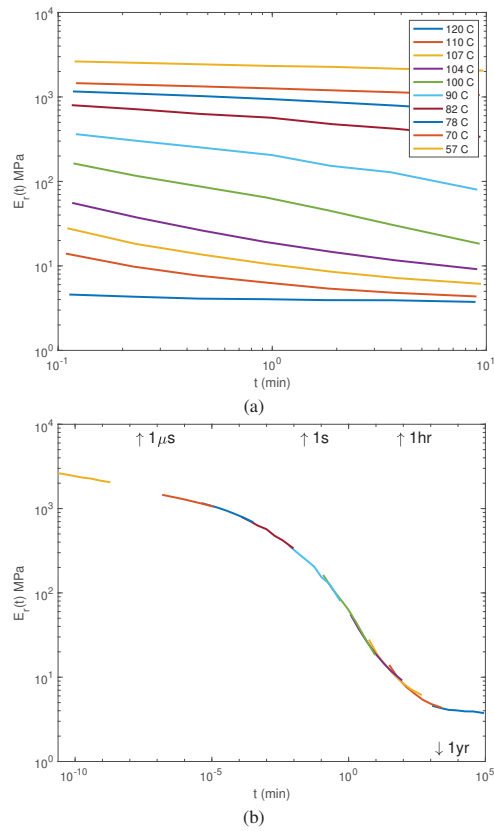 10^4
10^3
10^2
10^1
10^0
E_r(t) MPa
120 C
110 C
107 C
104 C
100 C
90 C
82 C
78 C
70 C
57 C
10^-1 10^0 10^1
t (min)
(a)
10^4
10^3
10^2
10^1
10^0
E_r(t) MPa
↑ 1μs ↑ 1s ↑ 1hr
↓ 1yr
10^-10 10^-5 10^0 10^5
t (min)
(b)